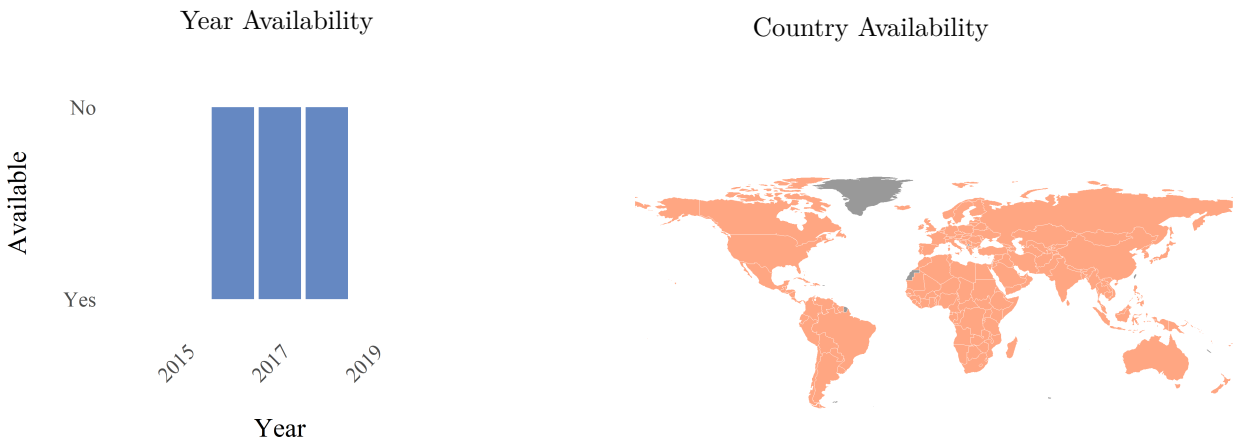 Year Availability
Country Availability
No
Available
Yes
2015
2017
2019
Year